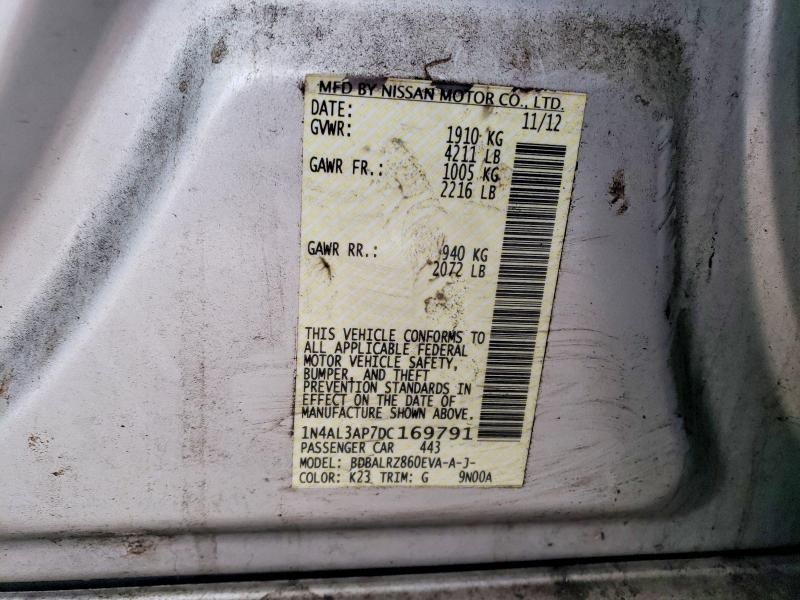 MFD BY NISSAN MOTOR CO., LTD.
DATE: 11/12
GVWR: 1910 KG
4211 LB
GAWR FR.: 1005 KG
2216 LB
GAWR RR.: 940 KG
2072 LB
THIS VEHICLE CONFORMS TO
ALL APPLICABLE FEDERAL
MOTOR VEHICLE SAFETY,
BUMPER, AND THEFT
PREVENTION STANDARDS IN
EFFECT ON THE DATE OF
MANUFACTURE SHOWN ABOVE.
1N4AL3AP7DC169791
PASSENGER CAR 443
MODEL: BDBALRZ860EVA-A-J-
COLOR: K23 TRIM: G 9N00A